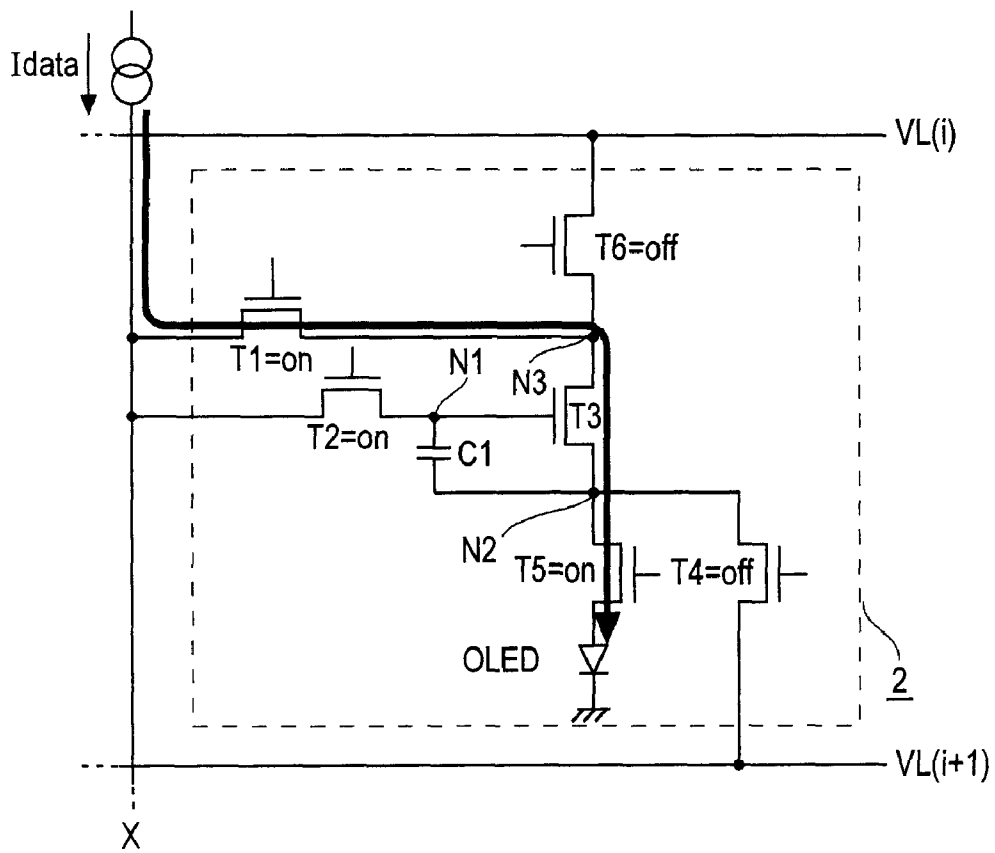 Idata
VL(i)
T6=off
T1=on
N1
N3
T3
T2=on
C1
N2
T5=on
T4=off
OLED
2
VL(i+1)
X